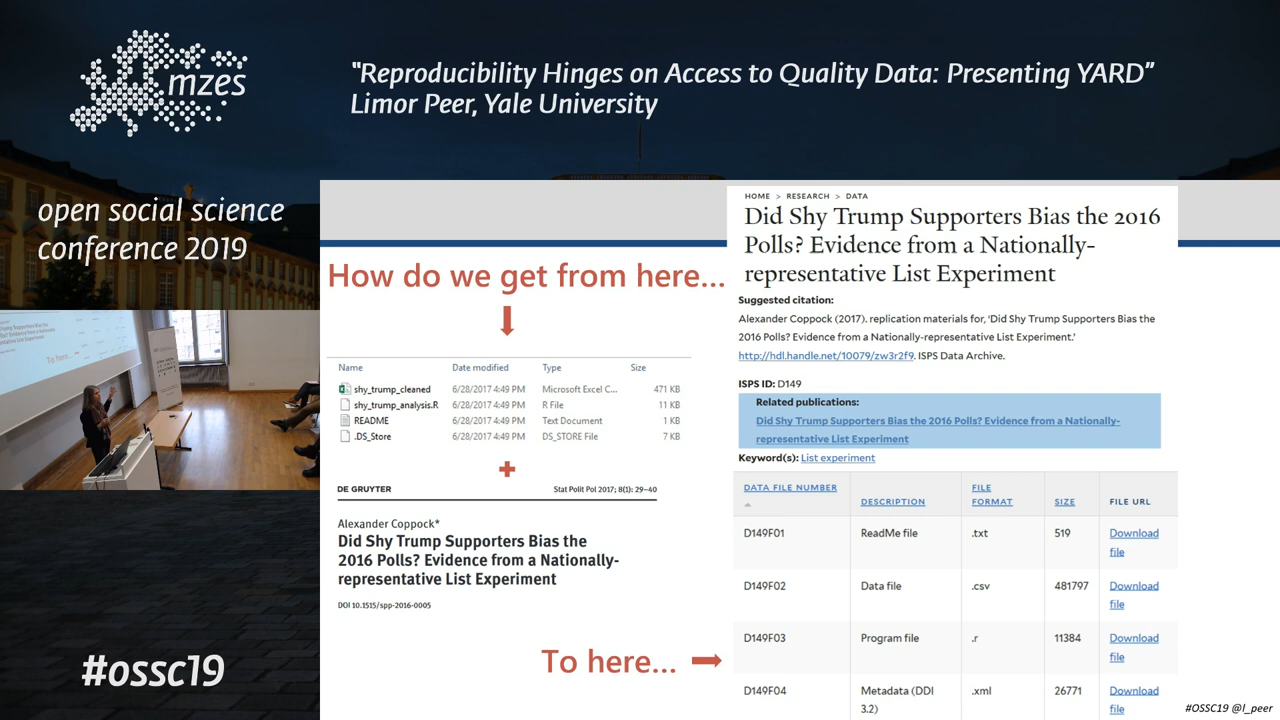 mzes
"Reproducibility Hinges on Access to Quality Data: Presenting YARD"
Limor Peer, Yale University
open social science
conference 2019
#ossc19
How do we get from here...
Name Date modified Type Size
shy_trump_cleaned 6/28/2017 4:49 PM Microsoft Excel C... 471 KB
shy_trump_analysis.R 6/28/2017 4:49 PM R File 11 KB
README 6/28/2017 4:49 PM Text Document 1 KB
.DS_Store 6/28/2017 4:49 PM DS_STORE File 7 KB
+
DE GRUYTER Stat Polit Pol 2017; 8(1): 29–40
Alexander Coppock*
Did Shy Trump Supporters Bias the
2016 Polls? Evidence from a Nationally-
representative List Experiment
DOI 10.1515/spp-2016-0005
To here...
HOME > RESEARCH > DATA
Did Shy Trump Supporters Bias the 2016
Polls? Evidence from a Nationally-
representative List Experiment
Suggested citation:
Alexander Coppock (2017). replication materials for, 'Did Shy Trump Supporters Bias the
2016 Polls? Evidence from a Nationally-representative List Experiment.'
http://hdl.handle.net/10079/zw3r2f9. ISPS Data Archive.
ISPS ID: D149
Related publications:
Did Shy Trump Supporters Bias the 2016 Polls? Evidence from a Nationally-
representative List Experiment
Keyword(s): List experiment
DATA FILE NUMBER DESCRIPTION FILE FORMAT SIZE FILE URL
D149F01 ReadMe file .txt 519 Download file
D149F02 Data file .csv 481797 Download file
D149F03 Program file .r 11384 Download file
D149F04 Metadata (DDI 3.2) .xml 26771 Download file
#OSSC19 @l_peer